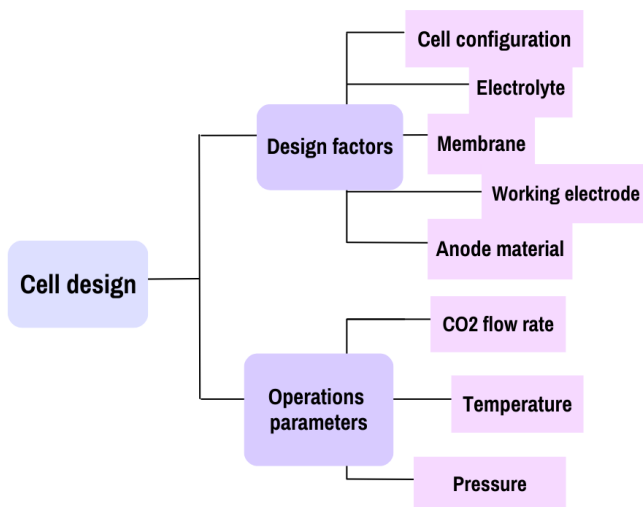 Cell configuration
Electrolyte
Design factors
Membrane
Working electrode
Anode material
Cell design
CO2 flow rate
Operations
parameters
Temperature
Pressure